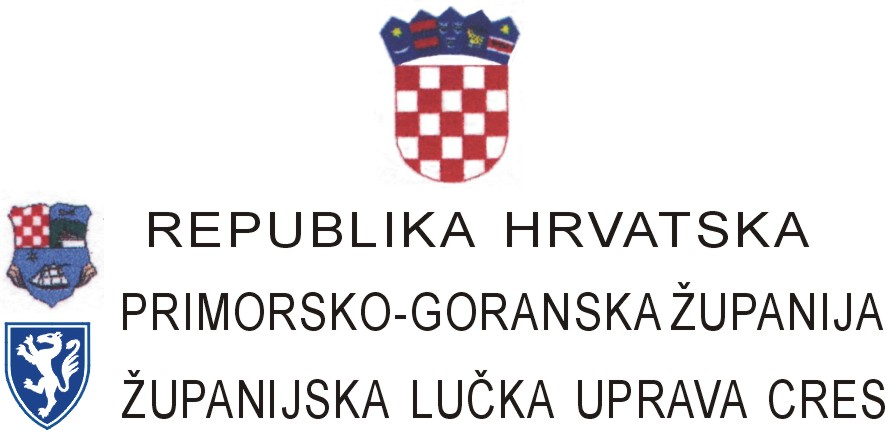 REPUBLIKA HRVATSKA
PRIMORSKO-GORANSKA ŽUPANIJA
ŽUPANIJSKA LUČKA UPRAVA CRES